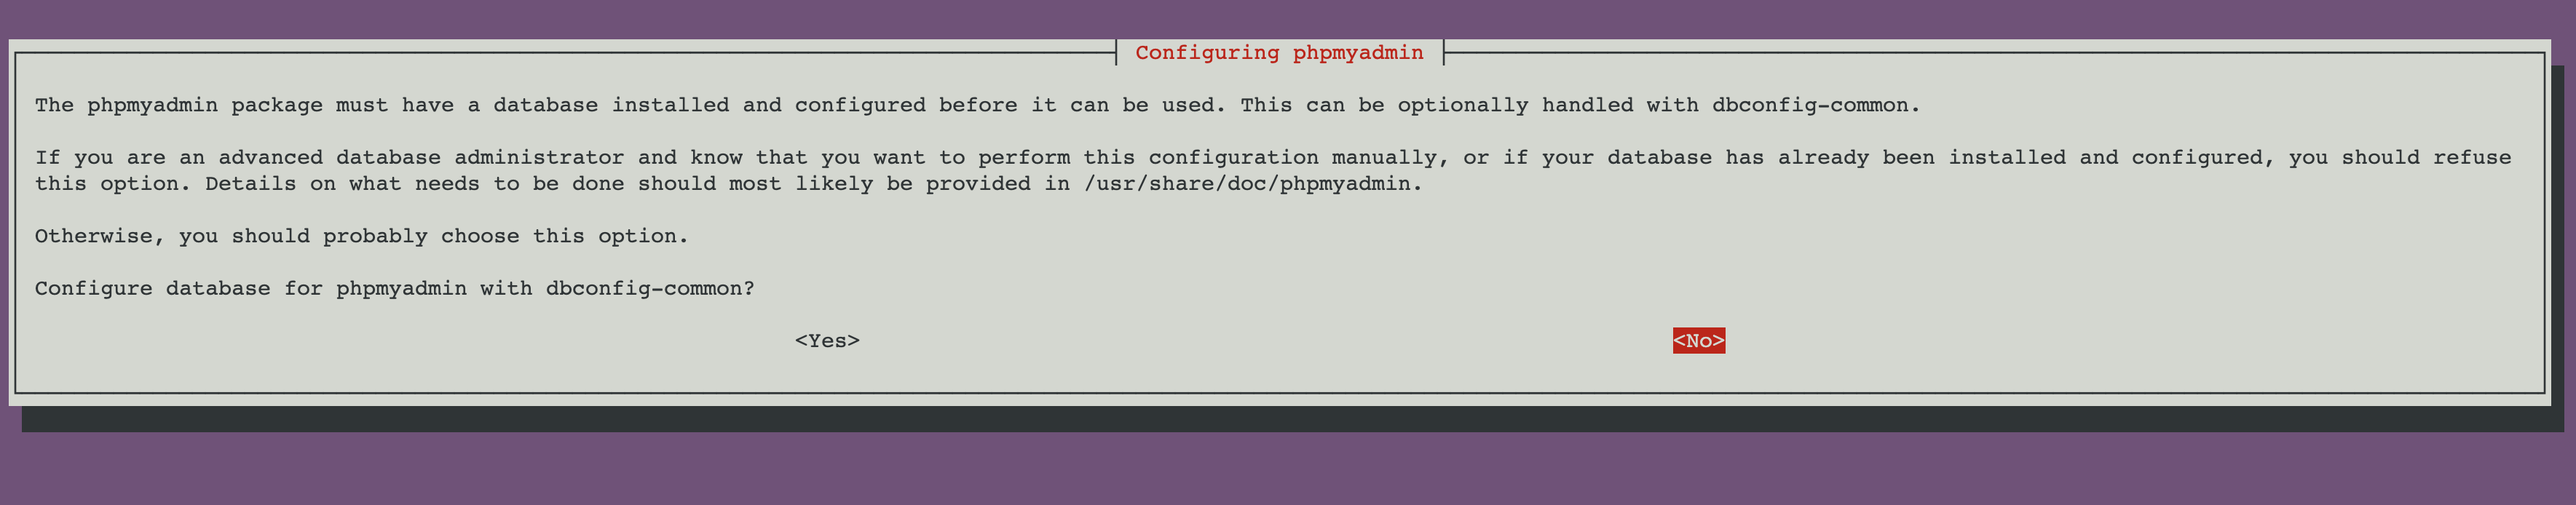 Configuring phpmyadmin
The phpmyadmin package must have a database installed and configured before it can be used. This can be optionally handled with dbconfig-common.
If you are an advanced database administrator and know that you want to perform this configuration manually, or if your database has already been installed and configured, you should refuse
this option. Details on what needs to be done should most likely be provided in /usr/share/doc/phpmyadmin.
Otherwise, you should probably choose this option.
Configure database for phpmyadmin with dbconfig-common?
<Yes> <No>